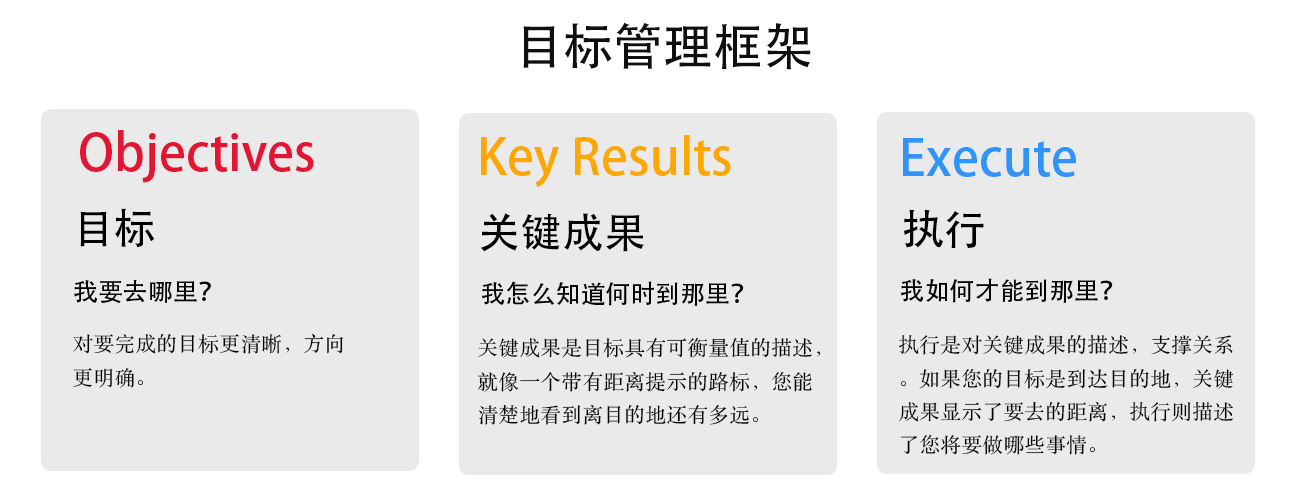 目标管理框架
Objectives
目标
我要去哪里？
对要完成的目标更清晰，方向
更明确。
Key Results
关键成果
我怎么知道何时到那里？
关键成果是目标具有可衡量值的描述，
就像一个带有距离提示的路标，您能
清楚地看到离目的地还有多远。
Execute
执行
我如何才能到那里？
执行是对关键成果的描述，支撑关系
。如果您的目标是到达目的地，关键
成果显示了要去的距离，执行则描述
了您将要做哪些事情。